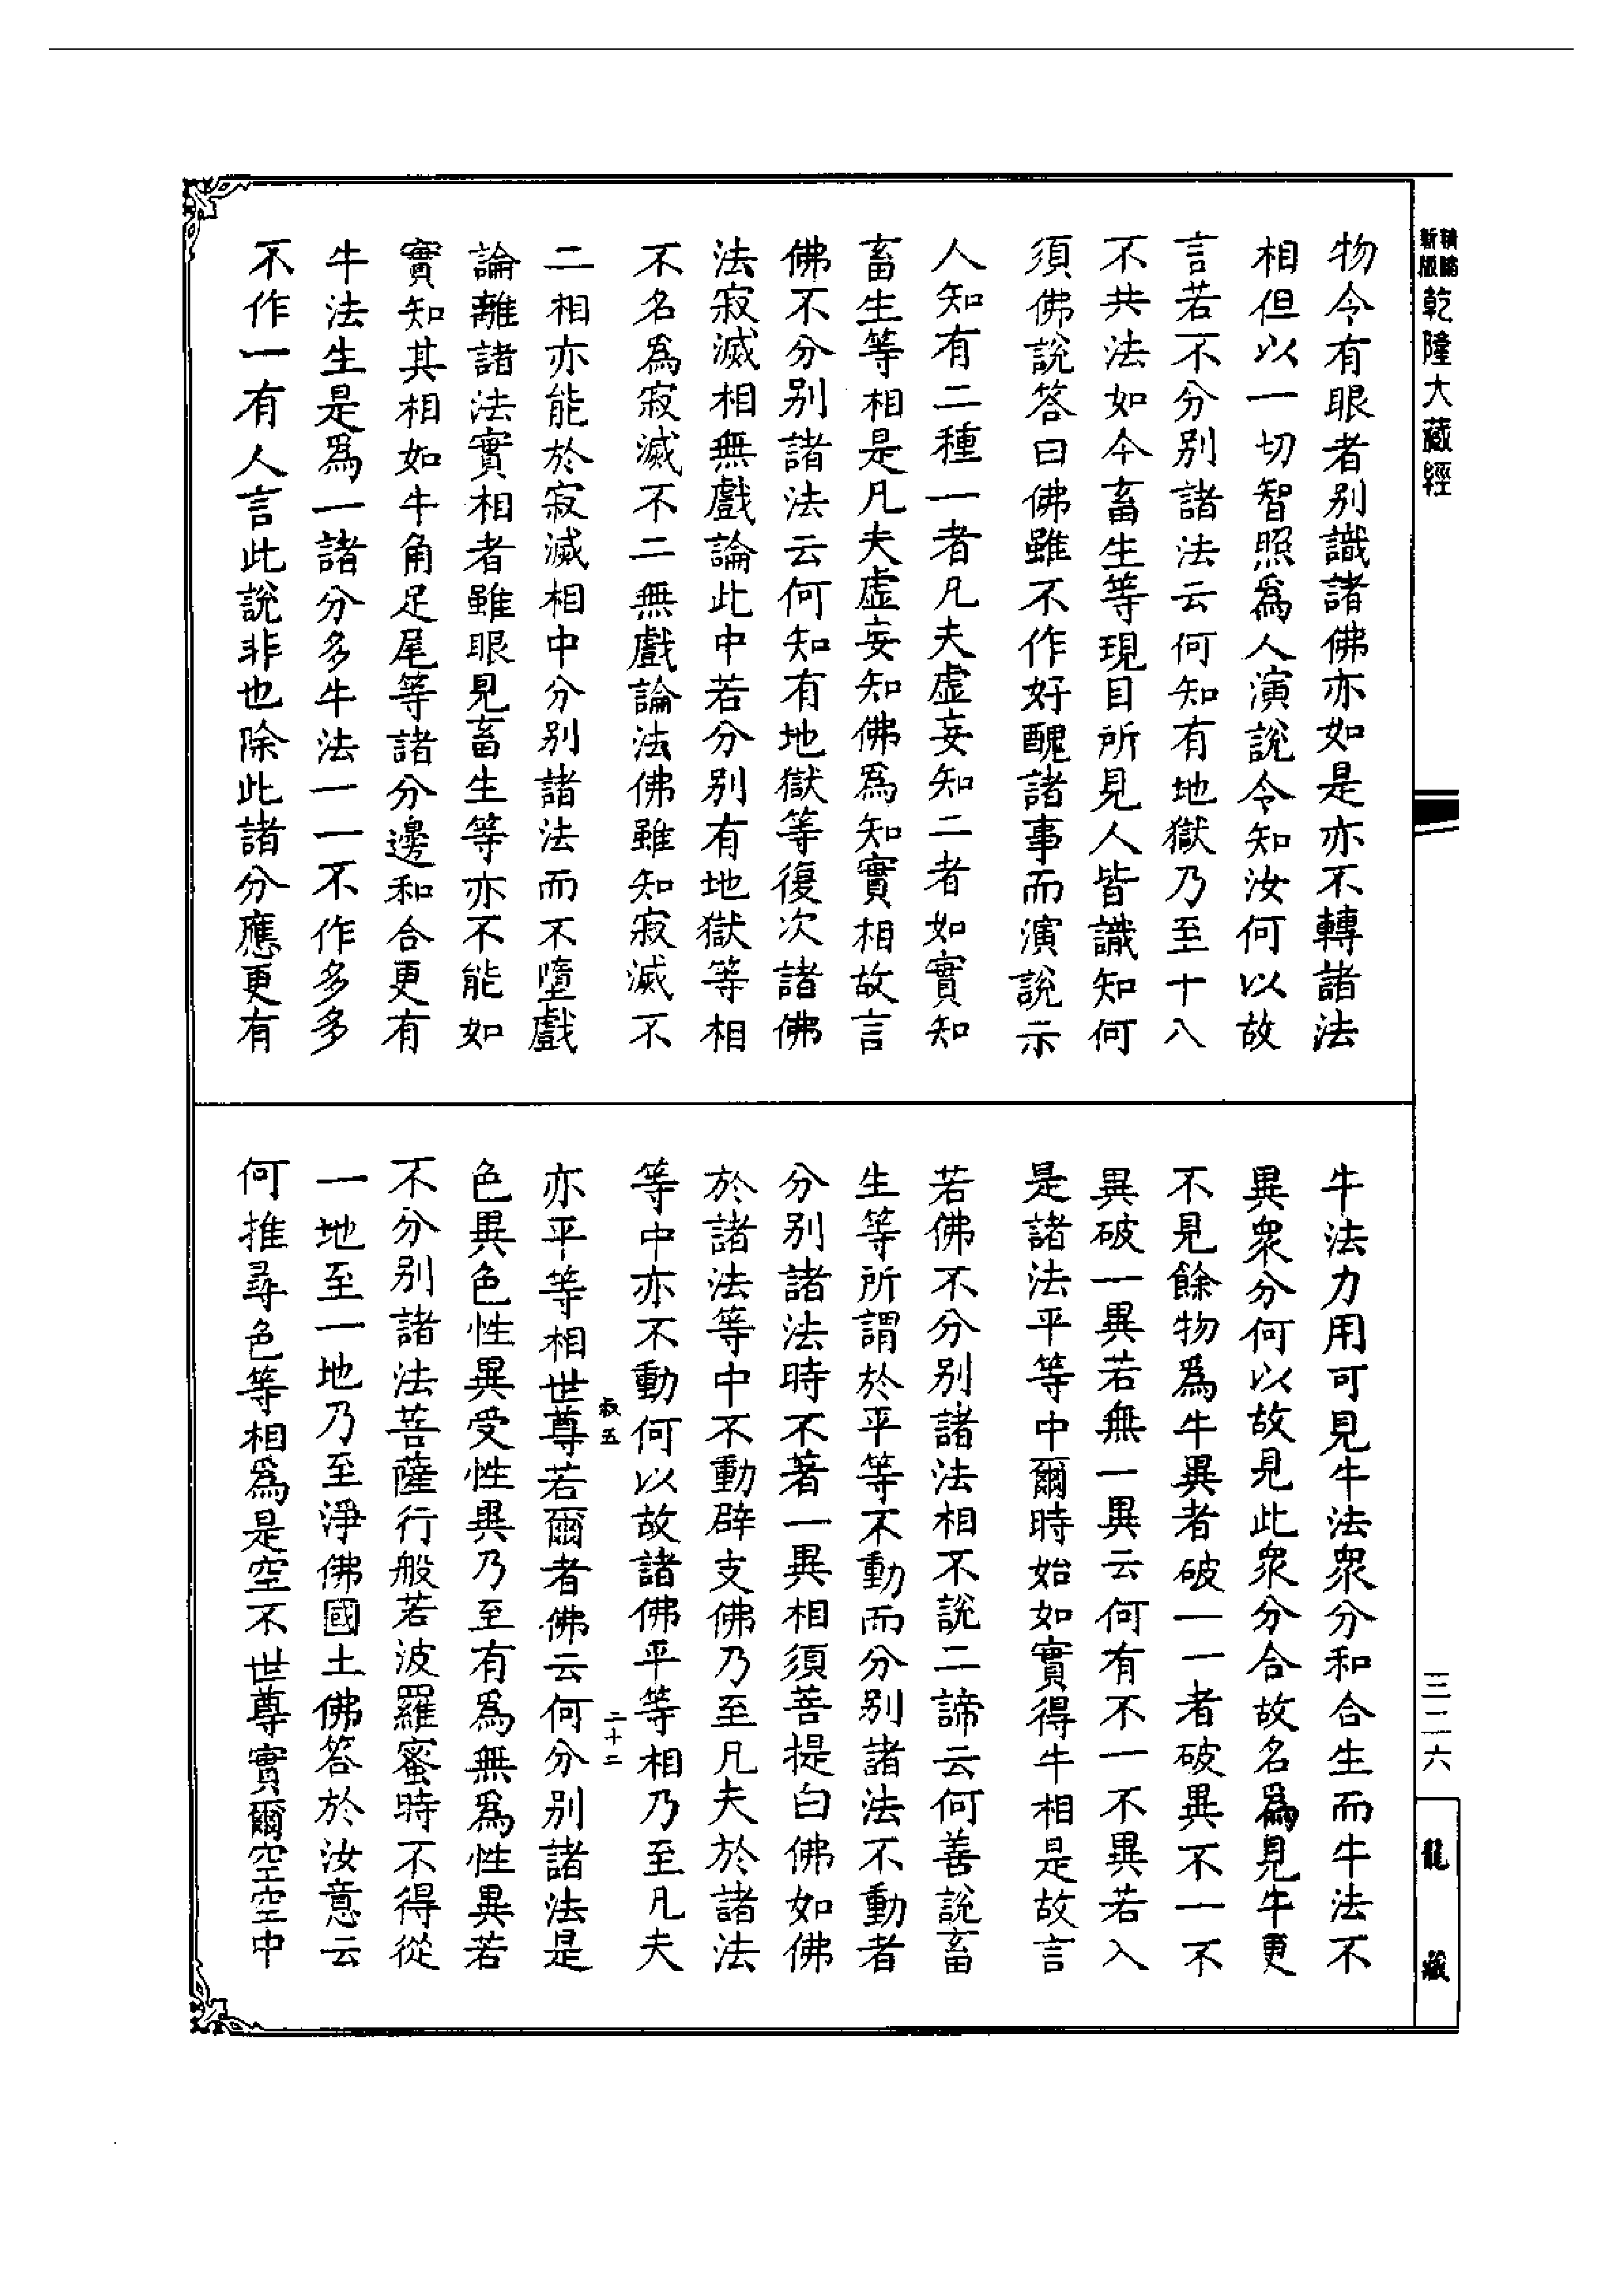 新版
乾隆大藏經
物今有眼者別識諸佛亦如是亦不轉諸法
相但以一切智照爲人演說令知汝何以故
言若不分別諸法云何知有地獄乃至十八
不共法如今畜生等現目所見人皆識知何
須佛說答曰佛雖不作好醜諸事而演說示
人知有二種一者凡夫虛妄知二者如實知
畜生等相是凡夫虛妄知佛爲知實相故言
佛不分別諸法云何知有地獄等復次諸佛
法寂滅相無戲論此中若分別有地獄等相
不名爲寂滅不二無戲論法佛雖知寂滅不
二相亦能於寂滅相中分別諸法而不墮戲
論離諸法實相者雖眼見畜生等亦不能如
實知其相如牛角足尾等諸分邊和合更有
牛法生是爲一諸分多牛法一一不作多多
不作一有人言此說非也除此諸分應更有
牛法力用可見牛法眾分和合生而牛法不
異眾分何以故見此眾分合故名爲見牛更
不見餘物爲牛異者破一一者破異不一不
異破一異若無一異云何有不一不異若入
是諸法平等中爾時始如實得牛相是故言
若佛不分別諸法相不說二諦云何善說畜
生等所謂於平等不動而分別諸法不動者
分別諸法時不著一異相須菩提白佛如佛
於諸法等中不動辟支佛乃至凡夫於諸法
等中亦不動何以故諸佛平等相乃至凡夫
二十二
亦平等相世尊若爾者佛云何分別諸法是
色異色性異受性異乃至有爲無爲性異若
不分別諸法菩薩行般若波羅蜜時不得從
一地至一地乃至淨佛國土佛答於汝意云
何推尋色等相爲是空不世尊實爾空空中
三二六
龍藏